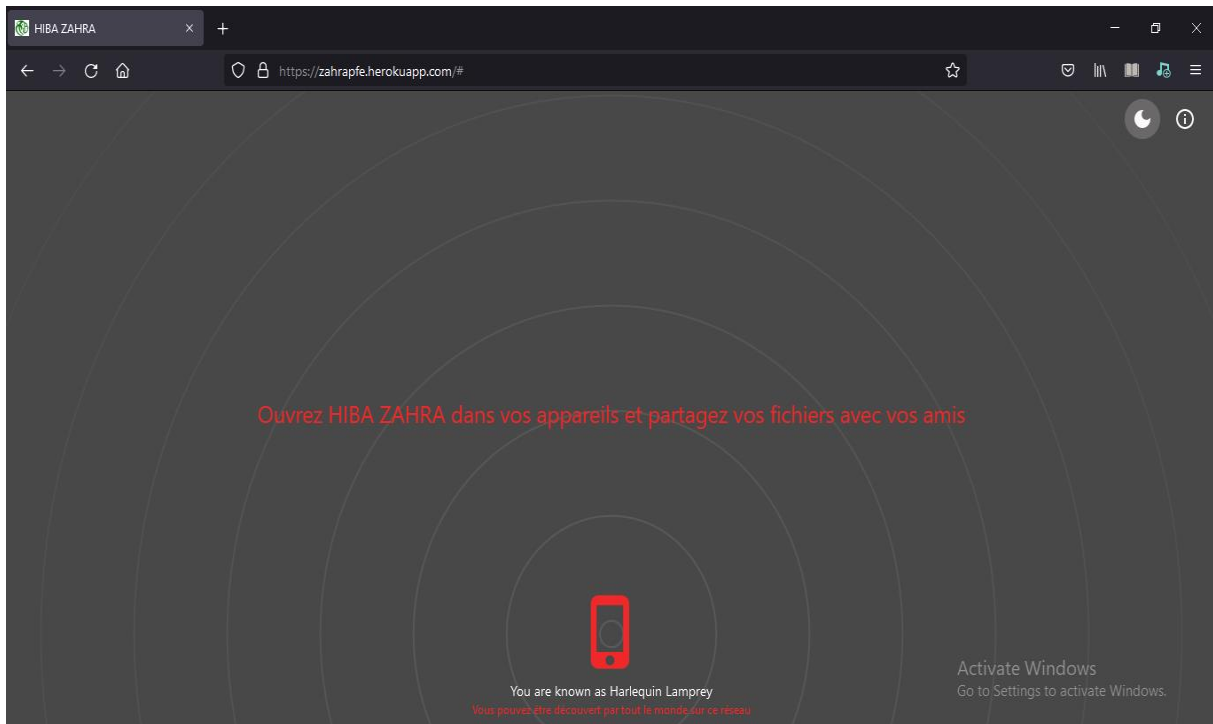 HIBA ZAHRA
https://zahrapfe.herokuapp.com/#
Ouvrez HIBA ZAHRA dans vos appareils et partagez vos fichiers avec vos amis
You are known as Harlequin Lamprey
Vous pouvez être découvert par tout le monde sur ce réseau
Activate Windows
Go to Settings to activate Windows.